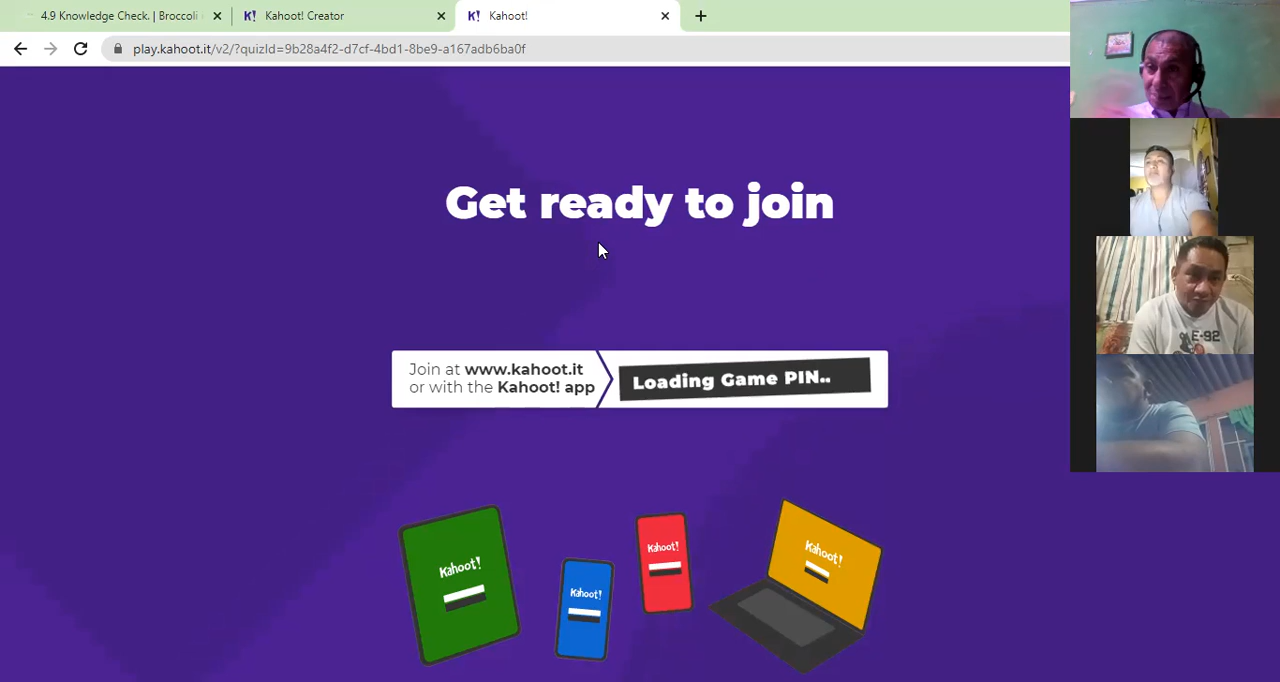 4.9 Knowledge Check. | Broccoli
Kahoot! Creator
Kahoot!
play.kahoot.it/v2/?quizId=9b28a4f2-d7cf-4bd1-8be9-a167adb6ba0f
Get ready to join
Join at www.kahoot.it
or with the Kahoot! app
Loading Game PIN..
Kahoot!
Kahoot!
Kahoot!
Kahoot!
E-92